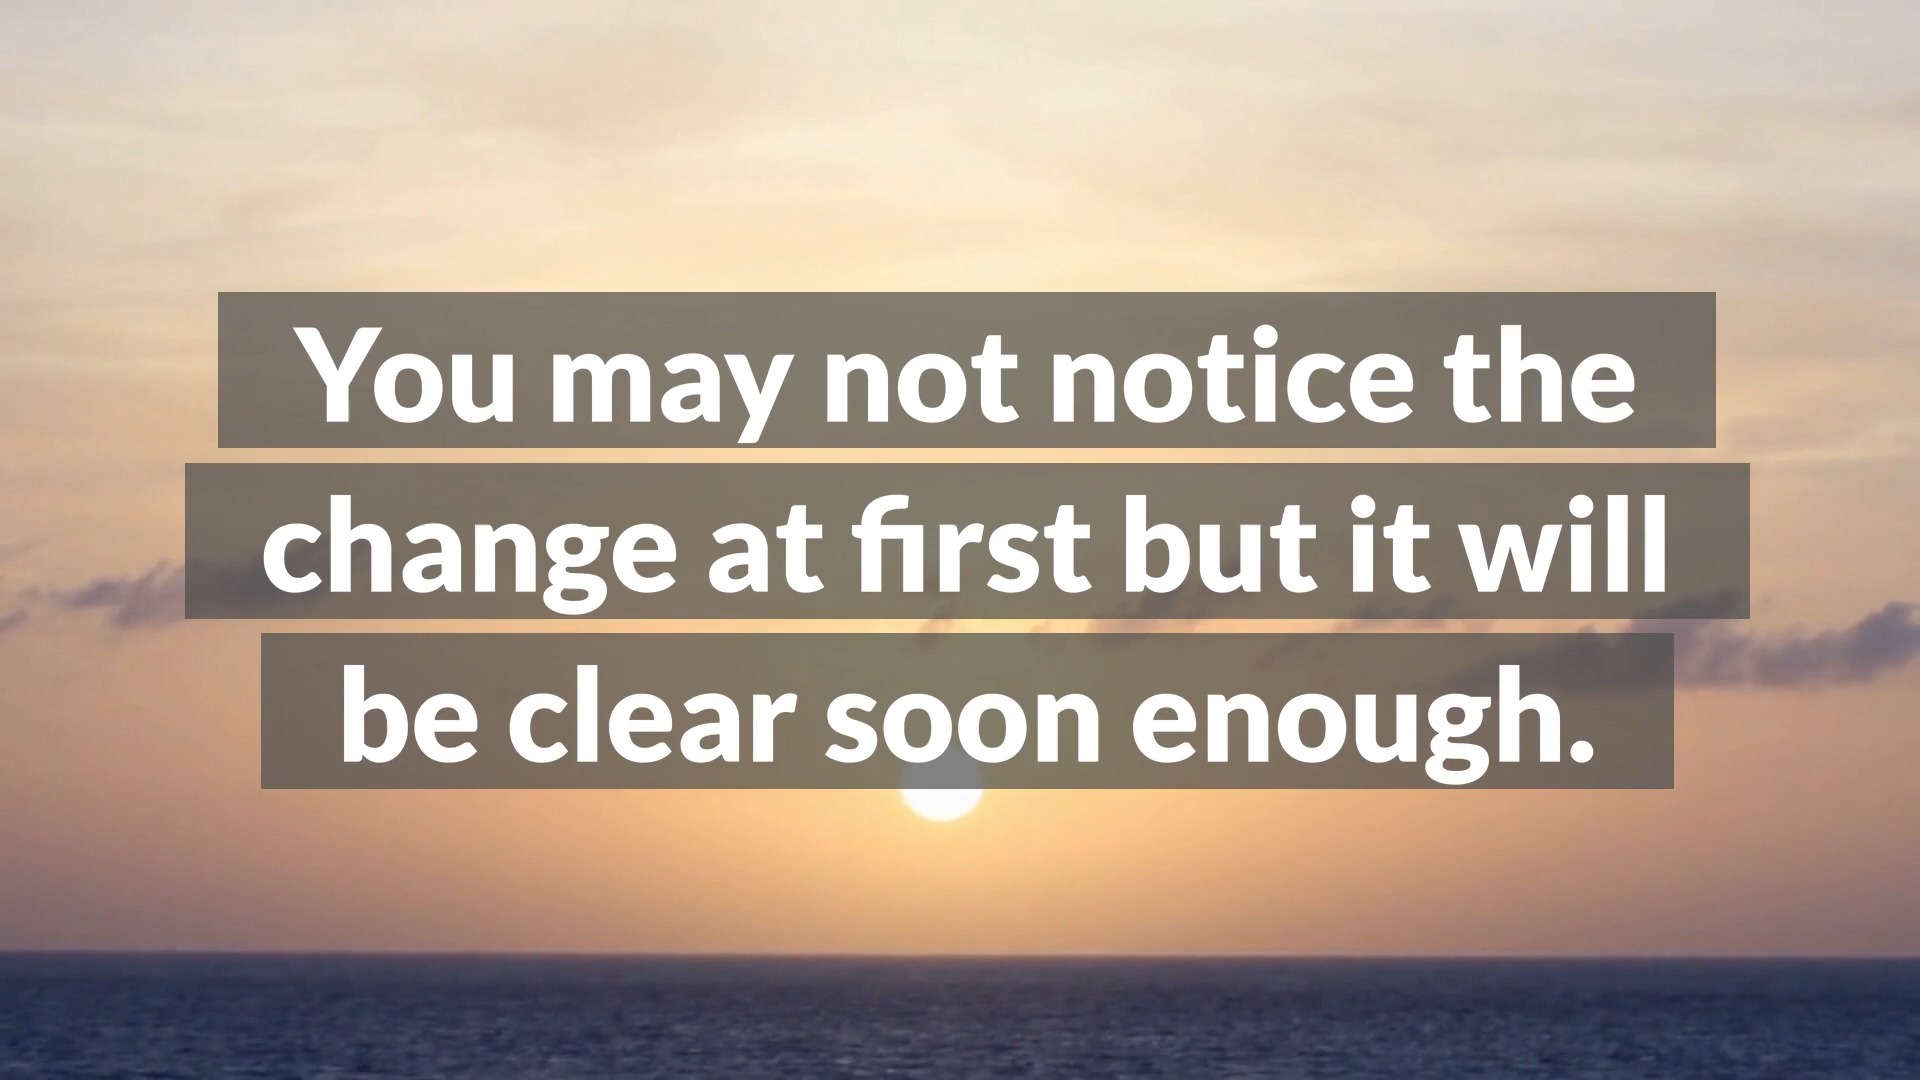 You may not notice the
change at first but it will
be clear soon enough.